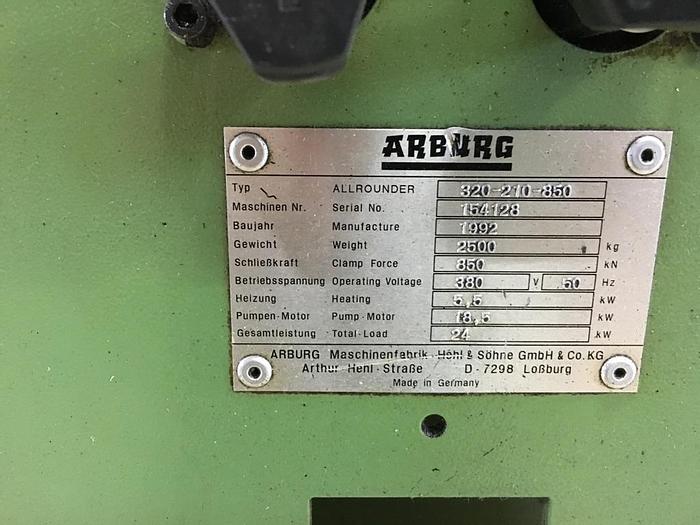 ARBURG
Typ ALLROUNDER 320-210-850
Maschinen Nr. Serial No. 154128
Baujahr Manufacture 1992
Gewicht Weight 2500 kg
Schließkraft Clamp Force 850 kN
Betriebsspannung Operating Voltage 380 V 50 Hz
Heizung Heating 5,5 kW
Pumpen-Motor Pump-Motor 18,5 kW
Gesamtleistung Total-Load 24 kW
ARBURG Maschinenfabrik Hehl & Söhne GmbH & Co. KG
Arthur Hehl-Straße D-7298 Loßburg
Made in Germany